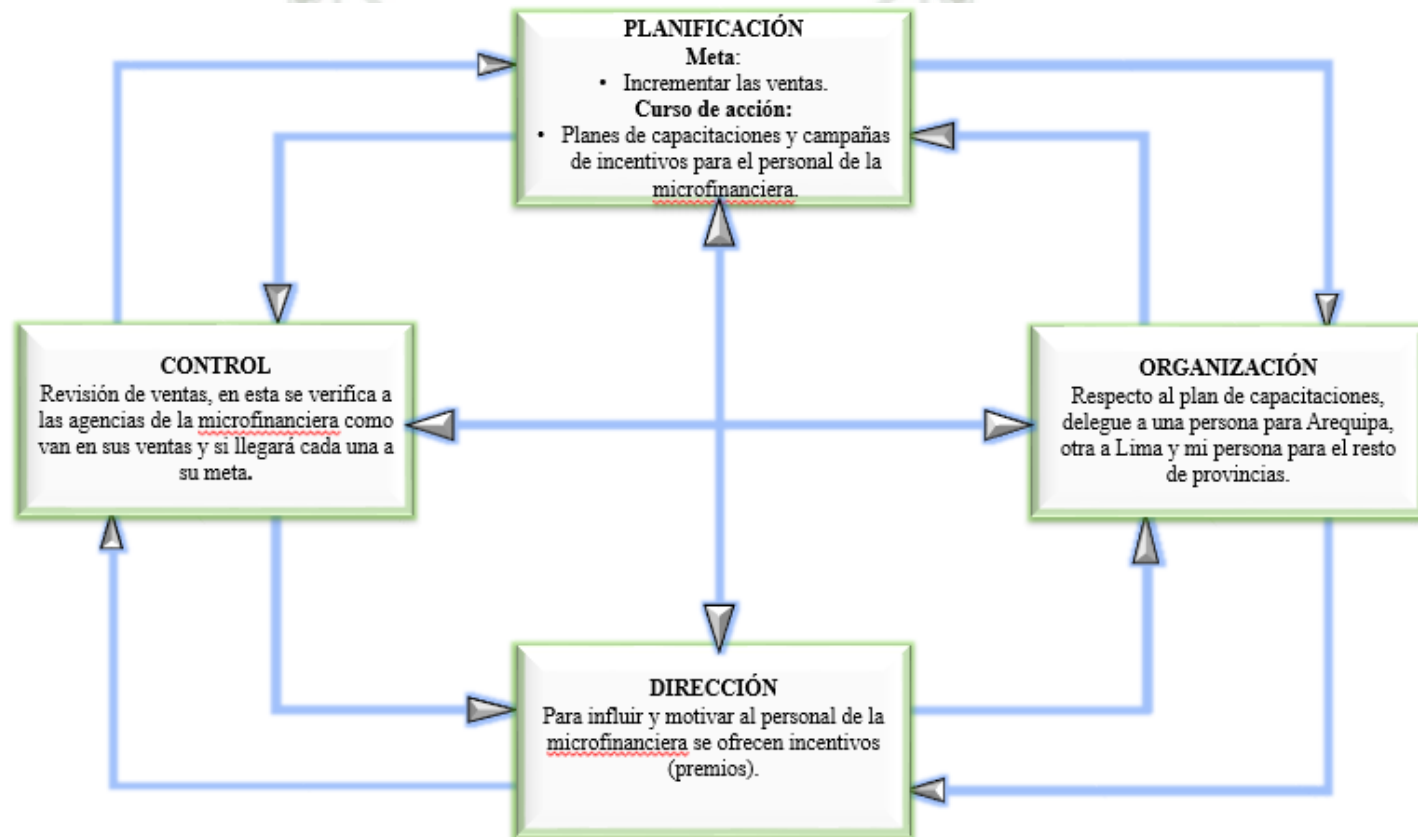 PLANIFICACIÓN
Meta:
• Incrementar las ventas.
Curso de acción:
• Planes de capacitaciones y campañas
de incentivos para el personal de la
microfinanciera.
CONTROL
Revisión de ventas, en esta se verifica a
las agencias de la microfinanciera como
van en sus ventas y si llegará cada una a
su meta.
ORGANIZACIÓN
Respecto al plan de capacitaciones,
delegue a una persona para Arequipa,
otra a Lima y mi persona para el resto
de provincias.
DIRECCIÓN
Para influir y motivar al personal de la
microfinanciera se ofrecen incentivos
(premios).